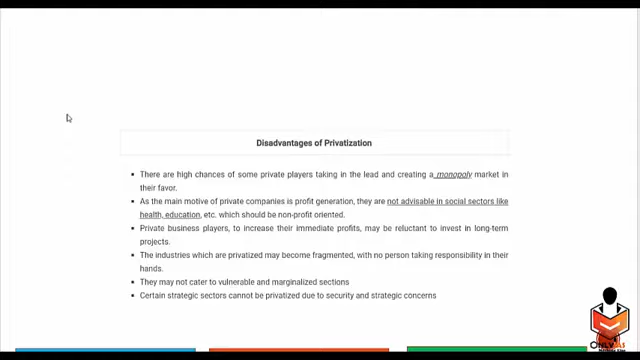 Disadvantages of Privatization
There are high chances of some private players taking in the lead and creating a monopoly market in
their favor.
As the main motive of private companies is profit generation, they are not advisable in social sectors like
health, education, etc. which should be non-profit oriented.
Private business players, to increase their immediate profits, may be reluctant to invest in long-term
projects.
The industries which are privatized may become fragmented, with no person taking responsibility in their
hands.
They may not cater to vulnerable and marginalized sections
Certain strategic sectors cannot be privatized due to security and strategic concerns